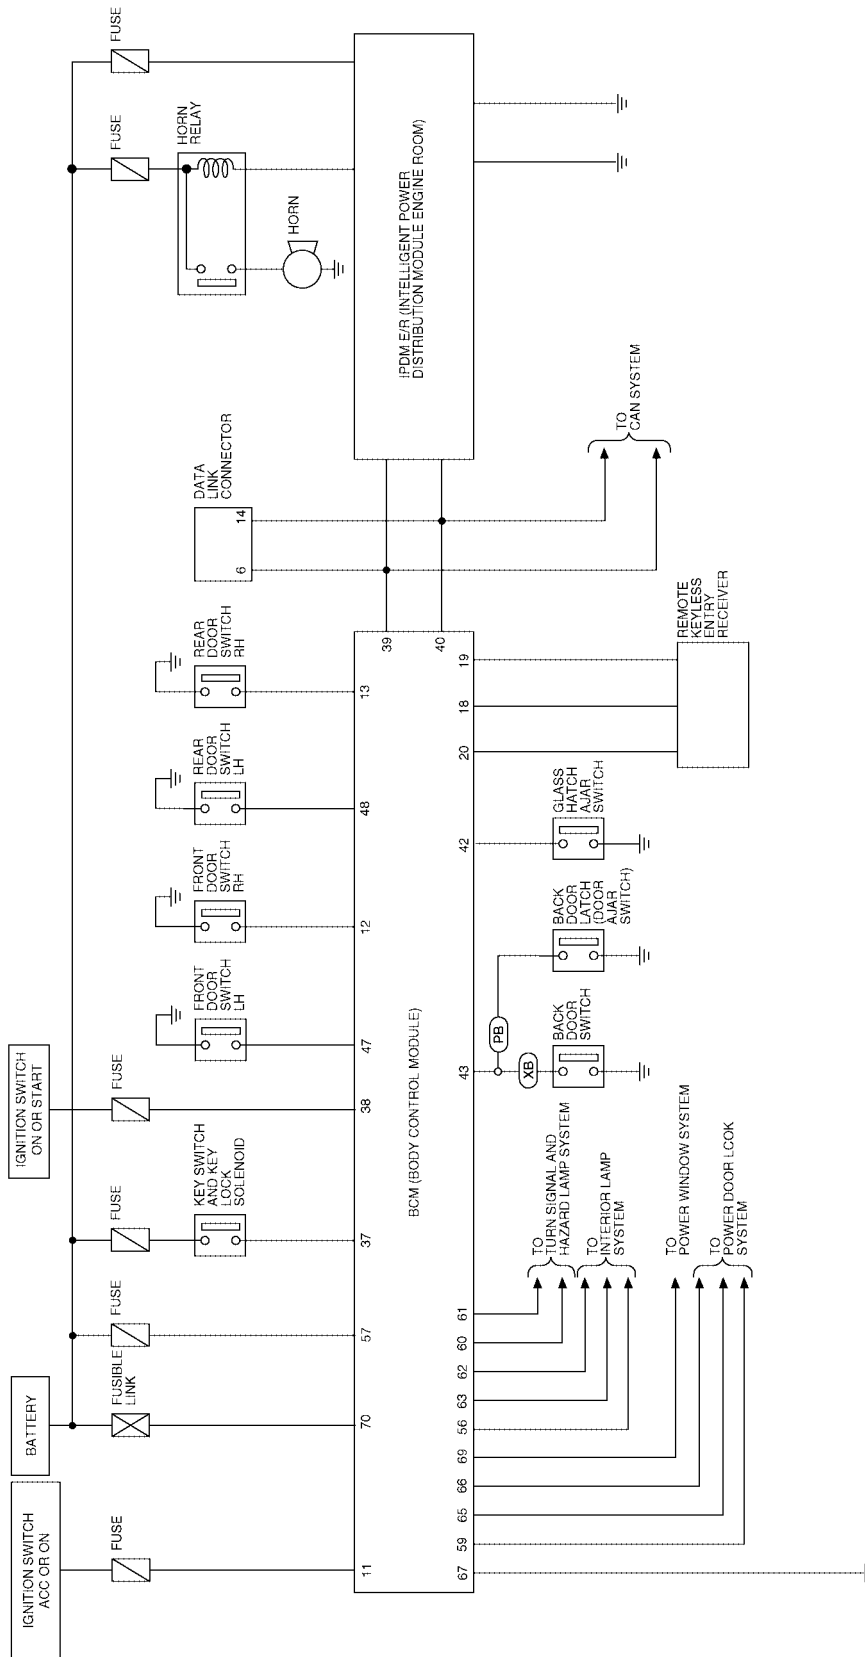 IGNITION SWITCH
ACC OR ON
FUSE
11
BATTERY
FUSIBLE
LINK
70
FUSE
57
FUSE
KEY SWITCH
AND KEY
LOCK
SOLENOID
37
IGNITION SWITCH
ON OR START
FUSE
38
FRONT
DOOR
SWITCH
LH
47
FRONT
DOOR
SWITCH
RH
12
REAR
DOOR
SWITCH
LH
48
REAR
DOOR
SWITCH
RH
13
DATA
LINK
CONNECTOR
6
14
39
40
FUSE
HORN
RELAY
HORN
FUSE
BCM (BODY CONTROL MODULE)
IPDM E/R (INTELLIGENT POWER
DISTRIBUTION MODULE ENGINE ROOM)
67
59
65
66
69
56
63
62
60
61
43
42
20
18
19
TO
TURN SIGNAL AND
HAZARD LAMP SYSTEM
TO
INTERIOR LAMP
SYSTEM
TO
POWER WINDOW SYSTEM
TO
POWER DOOR LCOK
SYSTEM
XB
PB
BACK
DOOR
SWITCH
BACK
DOOR
LATCH
(DOOR
AJAR
SWITCH)
GLASS
HATCH
AJAR
SWITCH
REMOTE
KEYLESS
ENTRY
RECEIVER
TO
CAN SYSTEM